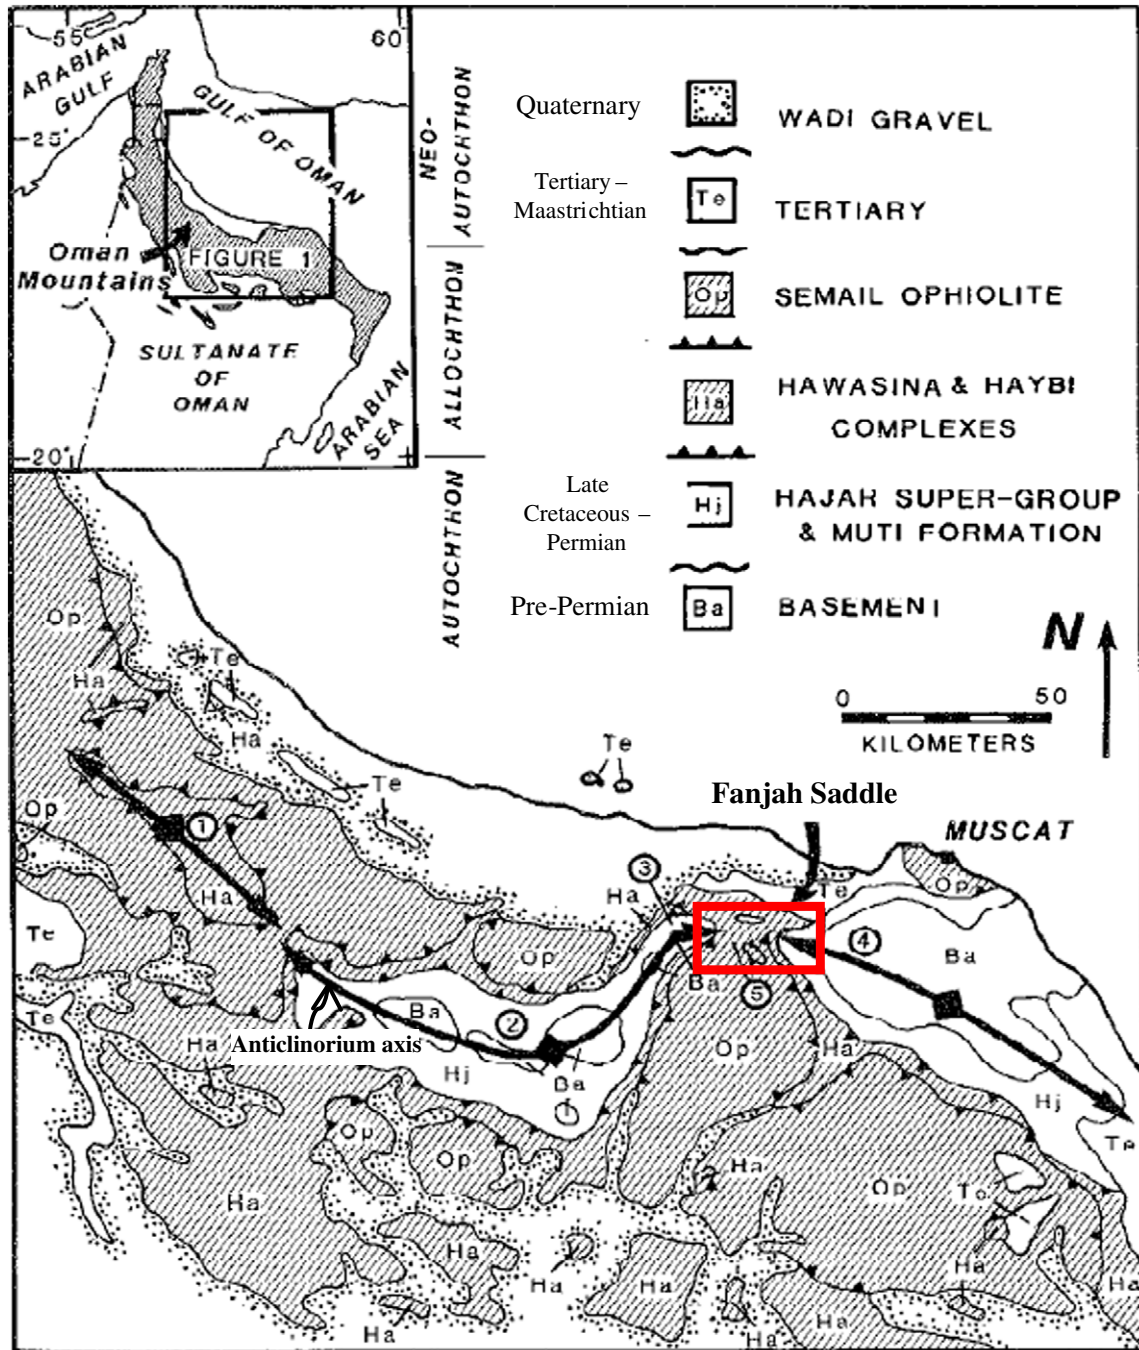 55
60
ARABIAN
GULF
GULF OF OMAN
25°
Oman
Mountains
FIGURE 1
SULTANATE
OF
OMAN
ARABIAN
SEA
20°
NEO-
AUTOCHTHON
ALLOCHTHON
AUTOCHTHON
Quaternary
WADI GRAVEL
Tertiary –
Maastrichtian
Te
TERTIARY
Op
SEMAIL OPHIOLITE
Ha
HAWASINA & HAYBI
COMPLEXES
Late
Cretaceous –
Permian
Hj
HAJAR SUPER-GROUP
& MUTI FORMATION
Pre-Permian
Ba
BASEMENT
N
0
50
KILOMETERS
Op
Te
Ha
Ha
Te
Te
Fanjah Saddle
MUSCAT
Op
1
3
Te
Op
Ha
Ha
4
Te
Op
Ba
Ba
5
Te
Ba
2
Anticlinorium axis
Ha
Hj
Ba
Op
Ha
Hj
Te
Op
Op
Ha
Op
Te
Ha
Ha
Ha
Ha
Ha
Ha
Ha
Ha
Ha